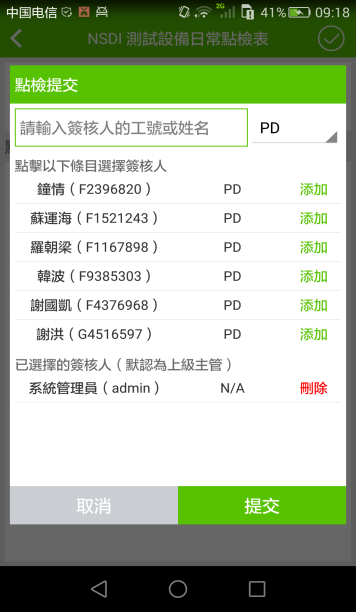 中国电信 2G 41% 09:18
NSDI 測試設備日常點檢表
點檢提交
請輸入簽核人的工號或姓名 PD
點擊以下條目選擇簽核人
鐘情（F2396820） PD 添加
蘇運海（F1521243） PD 添加
羅朝梁（F1167898） PD 添加
韓波（F9385303） PD 添加
謝國凱（F4376968） PD 添加
謝洪（G4516597） PD 添加
已選擇的簽核人（默認為上級主管）
系統管理員（admin） N/A 刪除
取消 提交